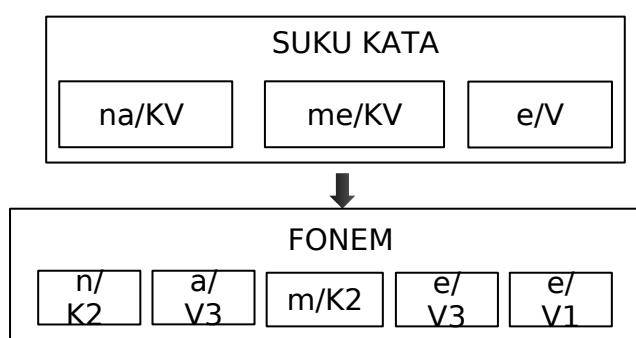 SUKU KATA
na/KV me/KV e/V
FONEM
n/ a/ m/K2 e/ e/
K2 V3 V3 V1